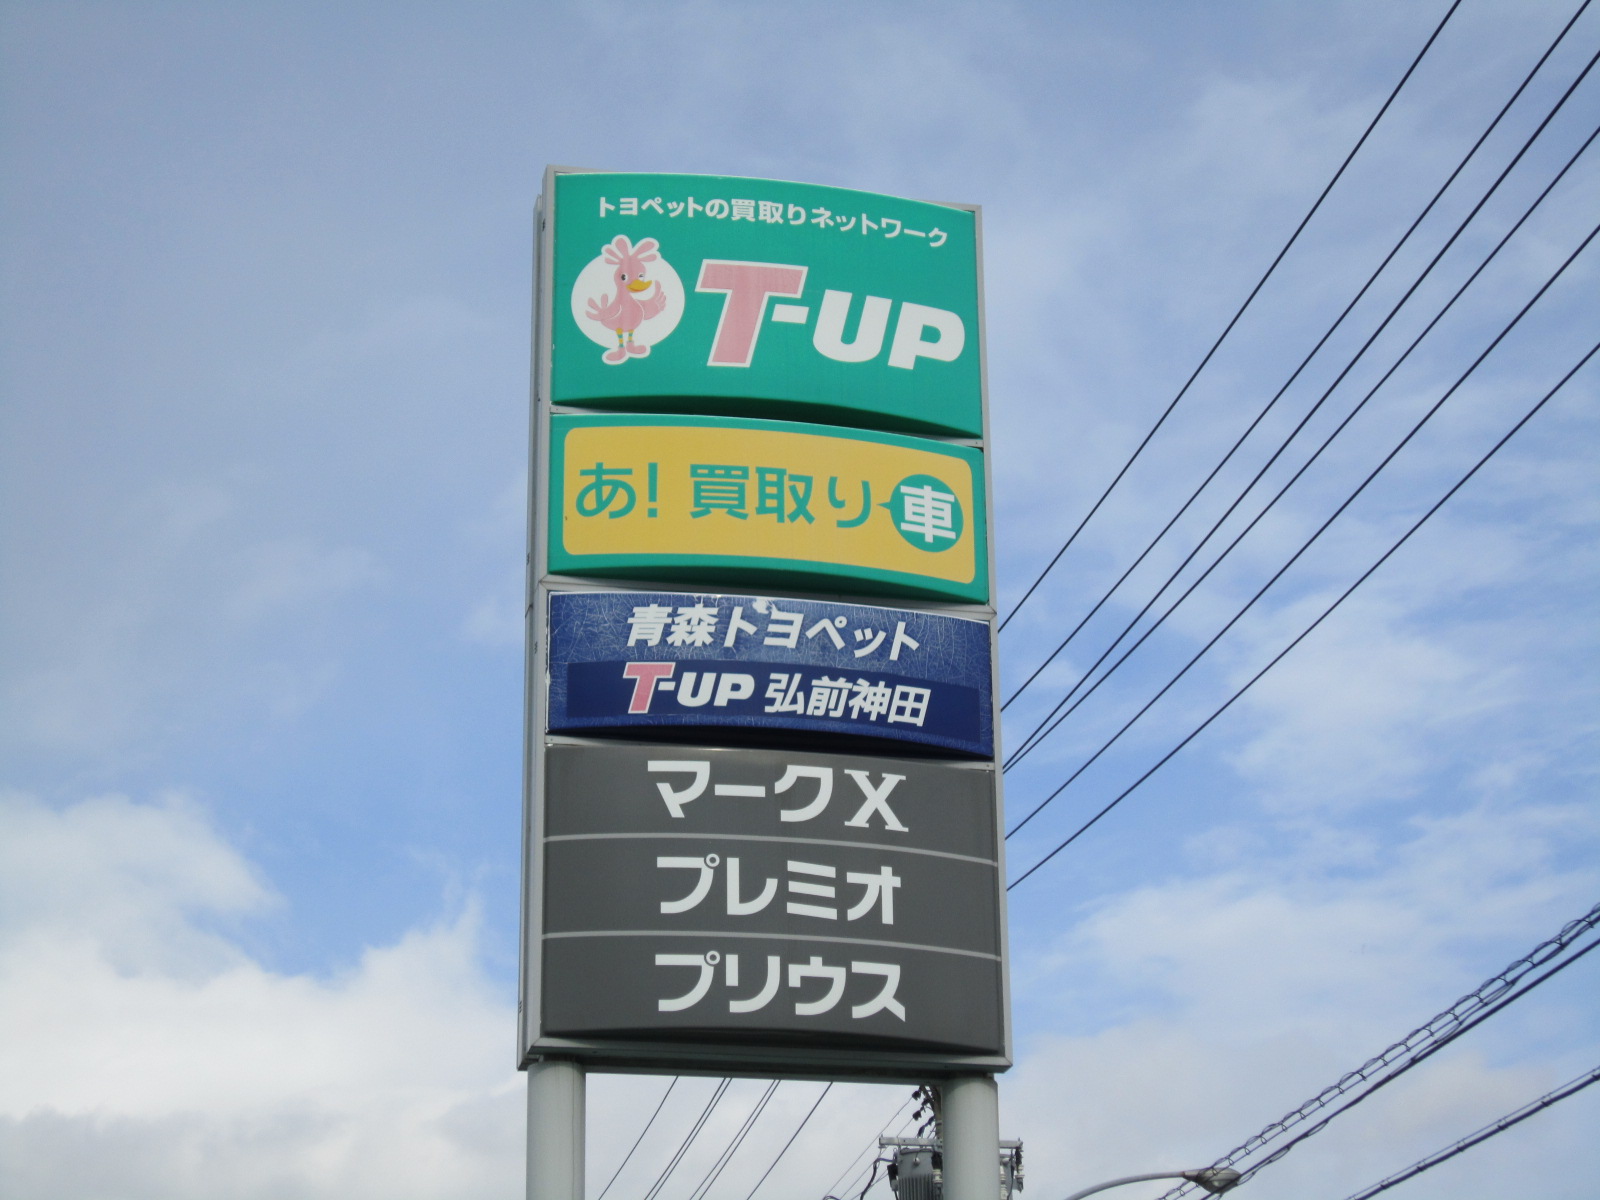 トヨペットの買取りネットワーク
T-UP
あ! 買取り車
青森トヨペット
T-UP 弘前神田
マークX
プレミオ
プリウス